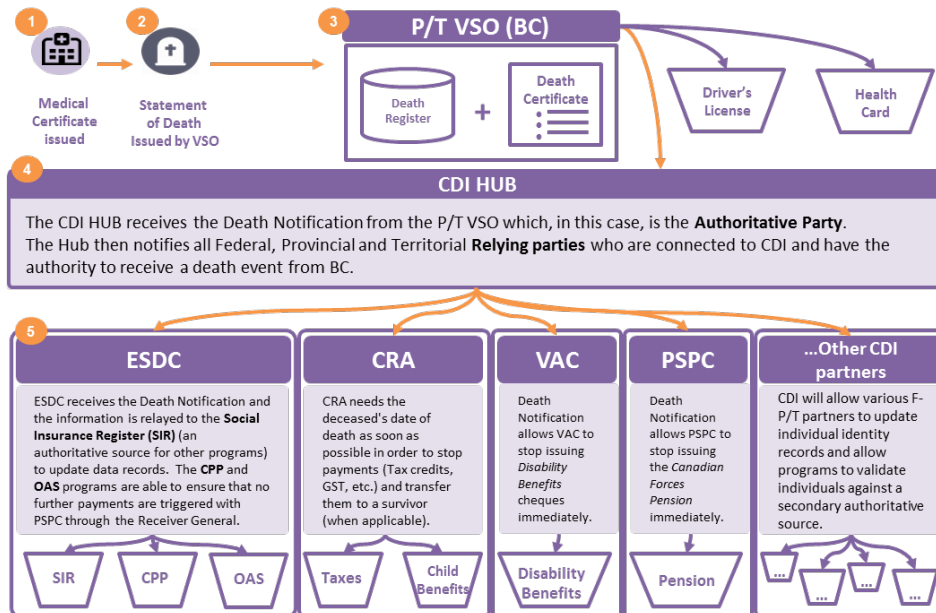 1
2
3
P/T VSO (BC)
Medical
Certificate
issued
Statement
of Death
Issued by VSO
Death
Register
+
Death
Certificate
Driver's
License
Health
Card
4
CDI HUB
The CDI HUB receives the Death Notification from the P/T VSO which, in this case, is the Authoritative Party.
The Hub then notifies all Federal, Provincial and Territorial Relying parties who are connected to CDI and have the
authority to receive a death event from BC.
5
ESDC
ESDC receives the Death Notification and
the information is relayed to the Social
Insurance Register (SIR) (an
authoritative source for other programs)
to update data records. The CPP and
OAS programs are able to ensure that no
further payments are triggered with
PSPC through the Receiver General.
SIR
CPP
OAS
CRA
CRA needs the
deceased's date of
death as soon as
possible in order to stop
payments (Tax credits,
GST, etc.) and transfer
them to a survivor
(when applicable).
Taxes
Child
Benefits
VAC
Death
Notification
allows VAC to
stop issuing
Disability
Benefits
cheques
immediately.
Disability
Benefits
PSPC
Death
Notification
allows PSPC to
stop issuing
the Canadian
Forces
Pension
immediately.
Pension
...Other CDI
partners
CDI will allow various F-
P/T partners to update
individual identity
records and allow
programs to validate
individuals against a
secondary authoritative
source.
...
...
...
...